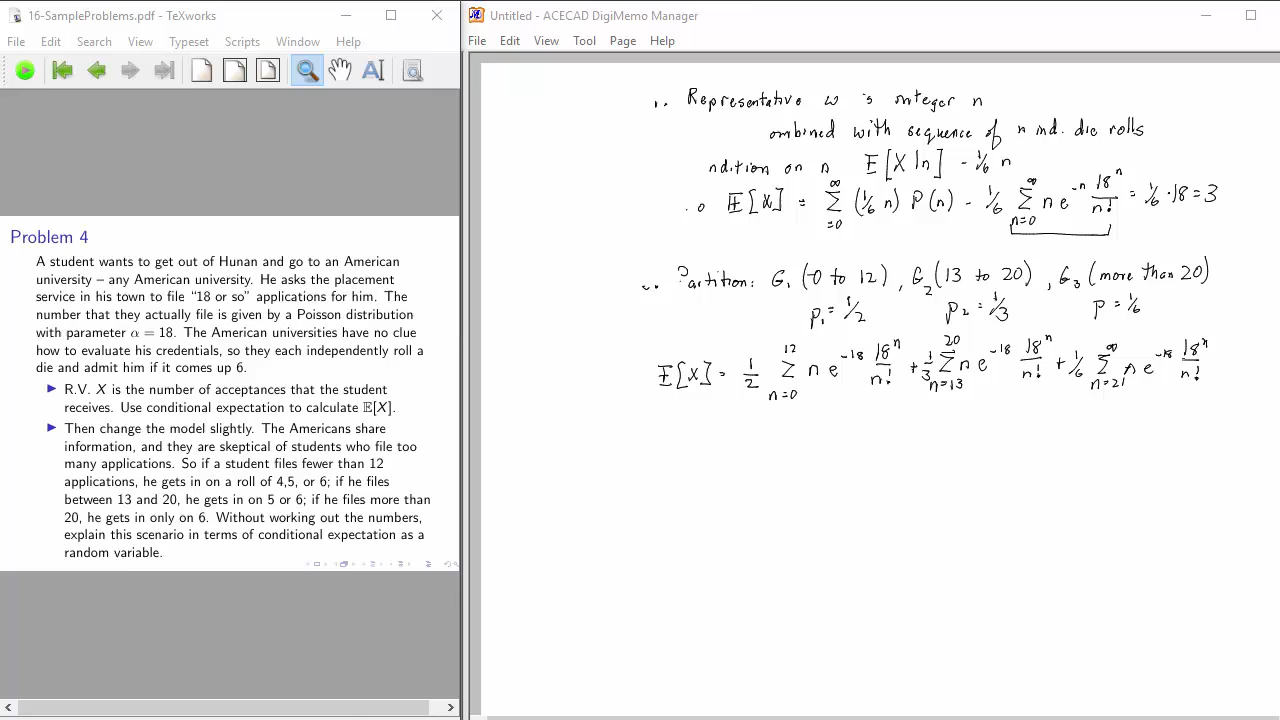 16-SampleProblems.pdf - TeXworks
File Edit Search View Typeset Scripts Window Help
Problem 4
A student wants to get out of Hunan and go to an American
university – any American university. He asks the placement
service in his town to file “18 or so” applications for him. The
number that they actually file is given by a Poisson distribution
with parameter α = 18. The American universities have no clue
how to evaluate his credentials, so they each independently roll a
die and admit him if it comes up 6.
▶ R.V. X is the number of acceptances that the student
receives. Use conditional expectation to calculate 𝔼[X].
▶ Then change the model slightly. The Americans share
information, and they are skeptical of students who file too
many applications. So if a student files fewer than 12
applications, he gets in on a roll of 4,5, or 6; if he files
between 13 and 20, he gets in on 5 or 6; if he files more than
20, he gets in only on 6. Without working out the numbers,
explain this scenario in terms of conditional expectation as a
random variable.
Untitled - ACECAD DigiMemo Manager
File Edit View Tool Page Help
1. Representative ω is integer n
ombined with sequence of n ind. die rolls
ndition on n 𝔼[X|n] - 1/6 n
. o 𝔼[X] = ∑_{=0}^{∞} (1/6 n) P(n) - 1/6 ∑_{n=0}^{∞} n e^{-n} 18^n/n! = 1/6 · 18 = 3
Partition: G₁ (0 to 12), G₂ (13 to 20), G₃ (more than 20)
p₁ = 1/2 p₂ = 1/3 p = 1/6
𝔼[X] = 1/2 ∑_{n=0}^{12} n e^{-18} 18^n/n! + 1/3 ∑_{n=13}^{20} n e^{-18} 18^n/n! + 1/6 ∑_{n=21}^{∞} n e^{-18} 18^n/n!